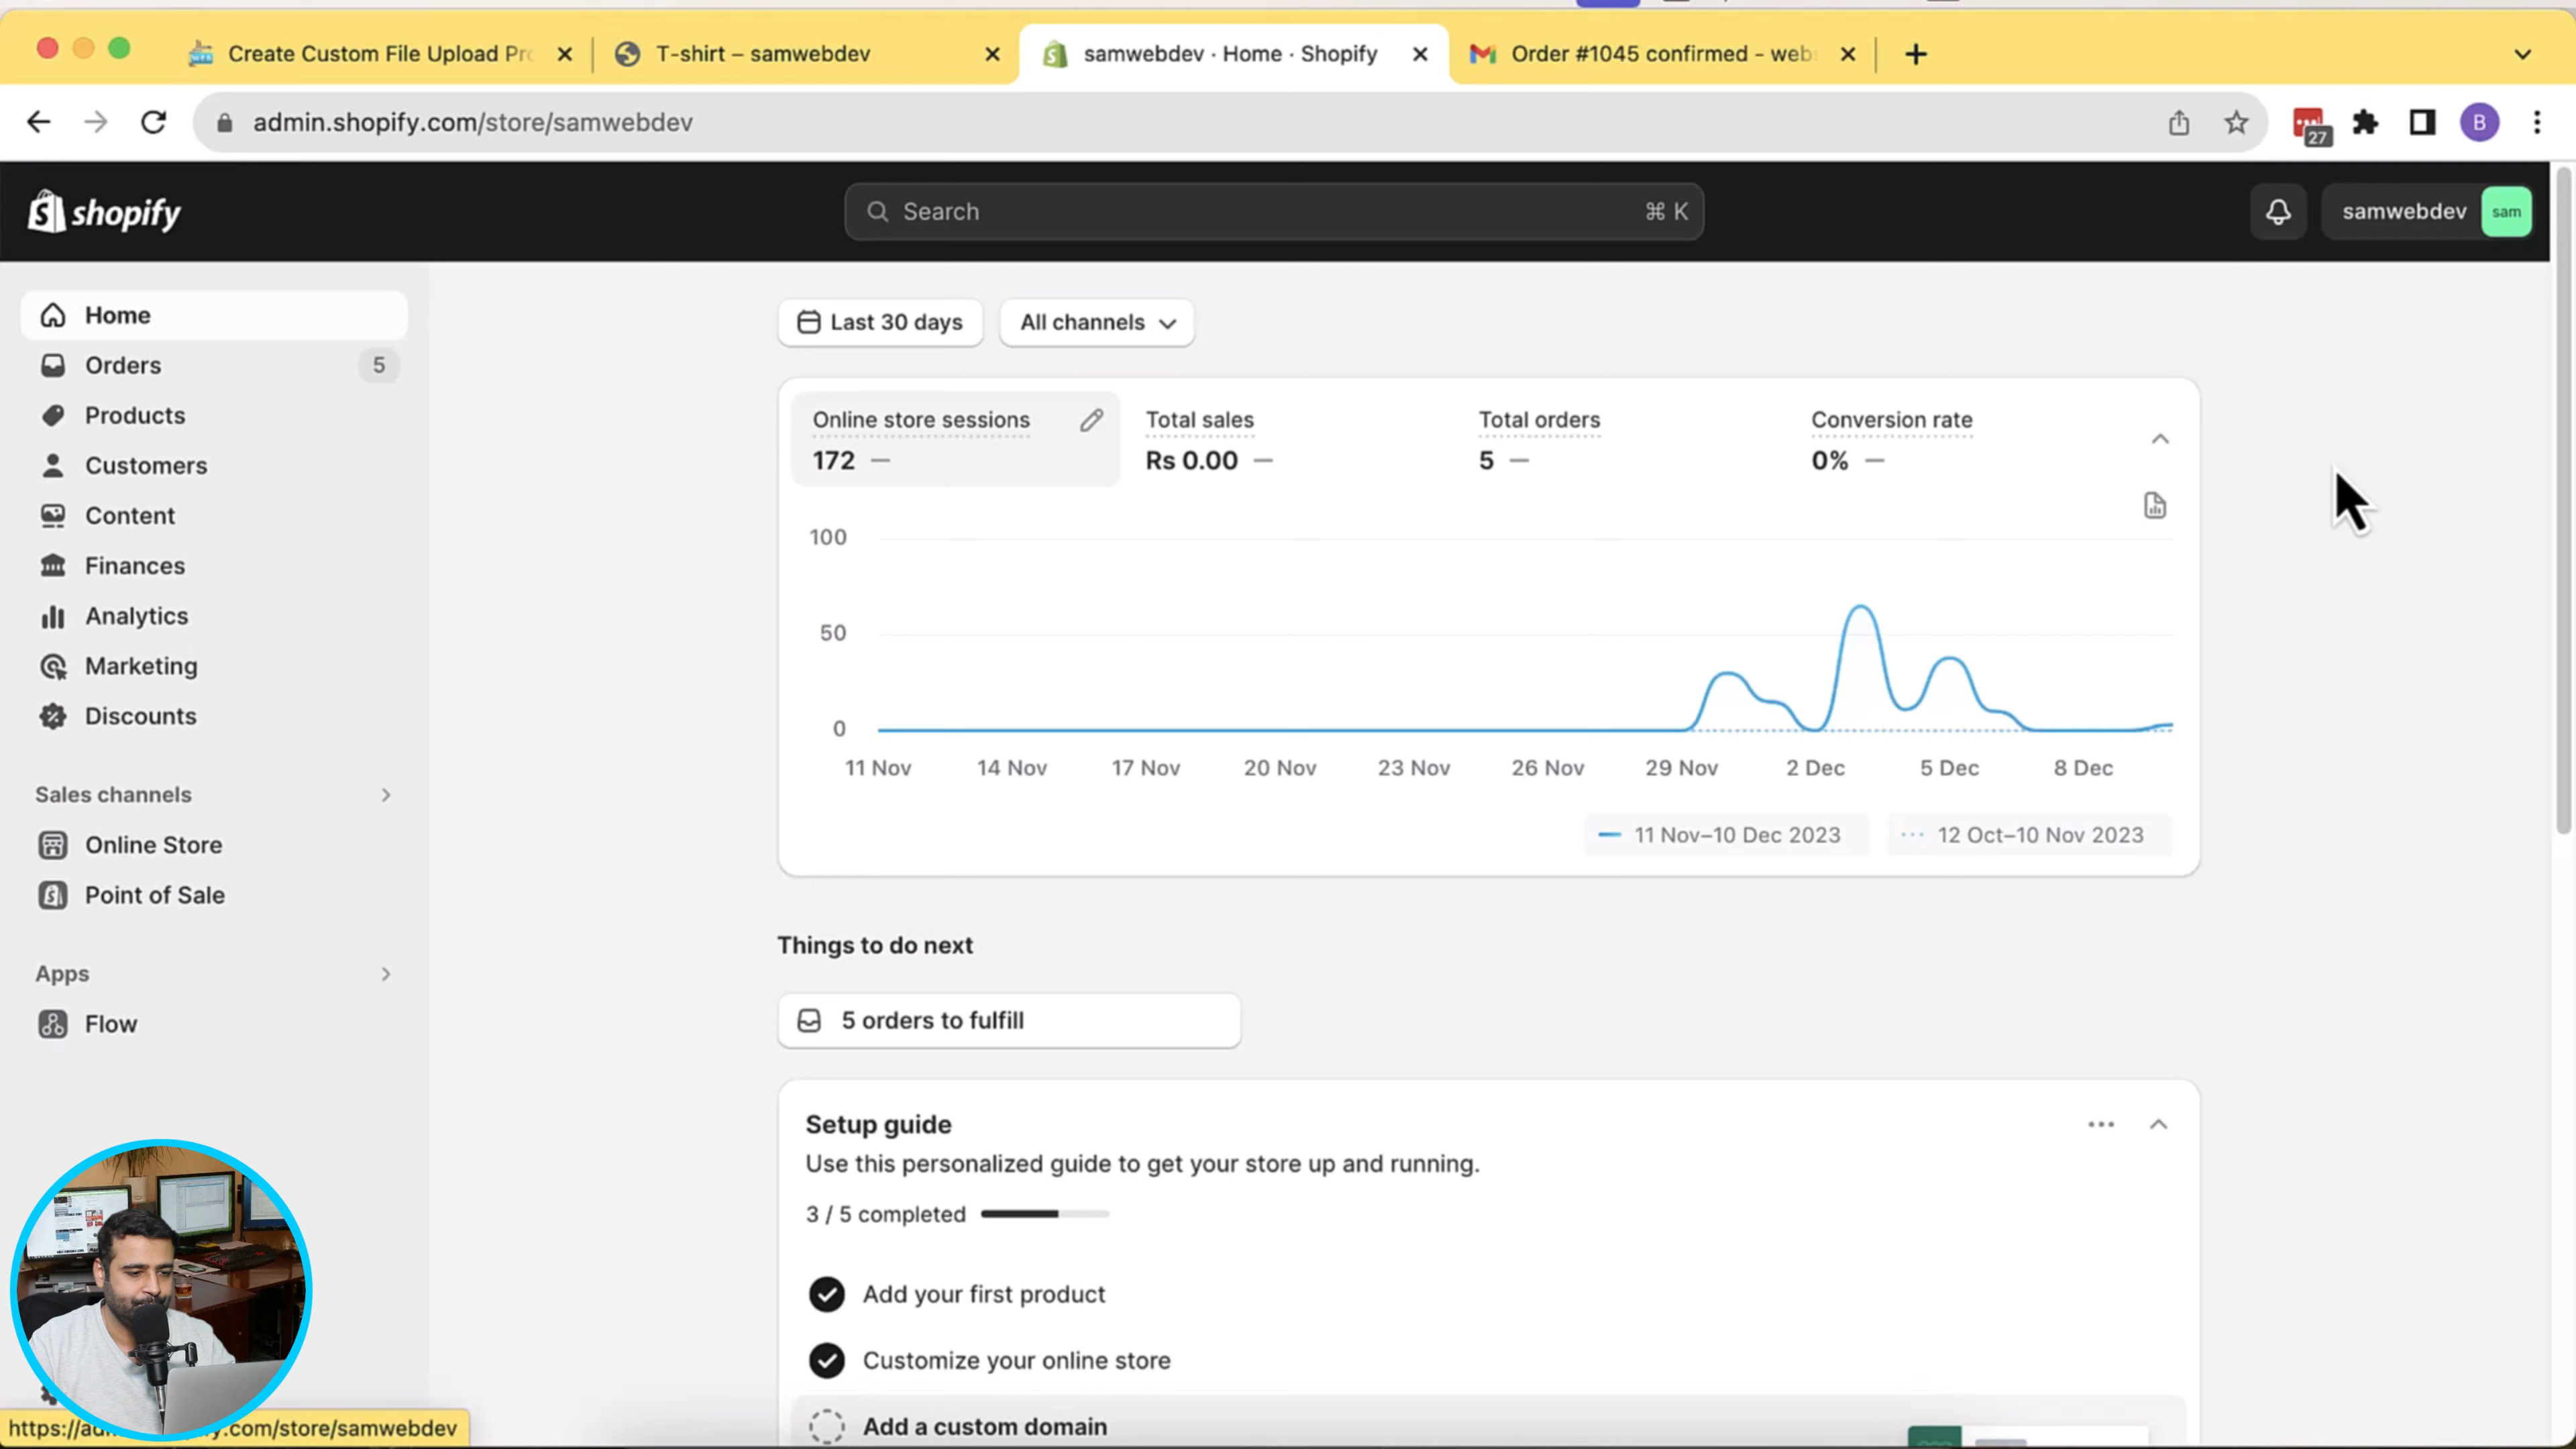 Create Custom File Upload Pro
T-shirt – samwebdev
samwebdev · Home · Shopify
Order #1045 confirmed - web
admin.shopify.com/store/samwebdev
27
B
shopify
Search
⌘ K
samwebdev
sam
Home
Orders
5
Products
Customers
Content
Finances
Analytics
Marketing
Discounts
Sales channels
Online Store
Point of Sale
Apps
Flow
Last 30 days
All channels
Online store sessions
172 —
Total sales
Rs 0.00 —
Total orders
5 —
Conversion rate
0% —
100
50
0
11 Nov
14 Nov
17 Nov
20 Nov
23 Nov
26 Nov
29 Nov
2 Dec
5 Dec
8 Dec
11 Nov–10 Dec 2023
12 Oct–10 Nov 2023
Things to do next
5 orders to fulfill
Setup guide
Use this personalized guide to get your store up and running.
3 / 5 completed
Add your first product
Customize your online store
Add a custom domain
https://ad
y.com/store/samwebdev